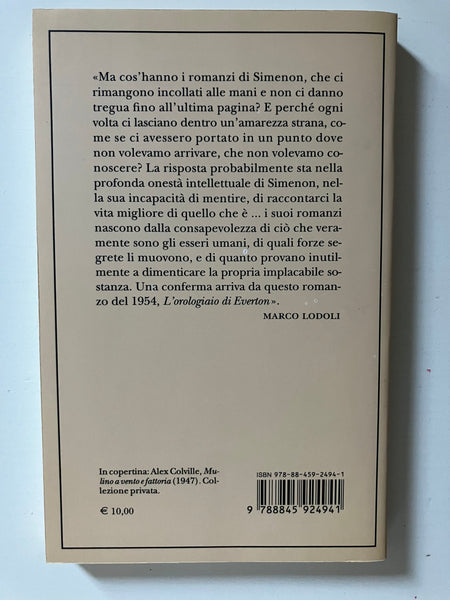 «Ma cos'hanno i romanzi di Simenon, che ci
rimangono incollati alle mani e non ci danno
tregua fino all'ultima pagina? E perché ogni
volta ci lasciano dentro un'amarezza strana, co-
me se ci avessero portato in un punto dove
non volevamo arrivare, che non volevamo co-
noscere? La risposta probabilmente sta nella
profonda onestà intellettuale di Simenon, nel-
la sua incapacità di mentire, di raccontarci la
vita migliore di quello che è ... i suoi romanzi
nascono dalla consapevolezza di ciò che vera-
mente sono gli esseri umani, di quali forze se-
grete li muovono, e di quanto provano inutil-
mente a dimenticare la propria implacabile so-
stanza. Una conferma arriva da questo roman-
zo del 1954, L'orologiaio di Everton».
MARCO LODOLI
In copertina: Alex Colville, Mu-
lino a vento e fattoria (1947). Col-
lezione privata.
€ 10,00
ISBN 978-88-459-2494-1
9 788845 924941